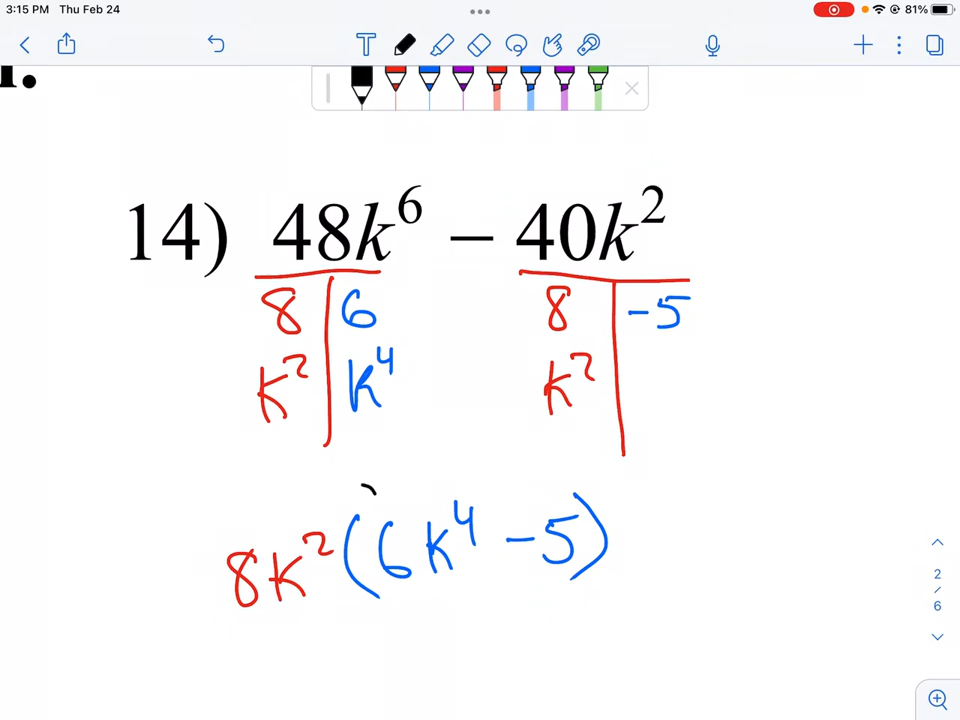 3:15 PM Thu Feb 24
81%
T
1.
14) 48k⁶ − 40k²
8 | 6 8 | -5
k² | k⁴ k² |
8k² (6k⁴ - 5)
2
/
6